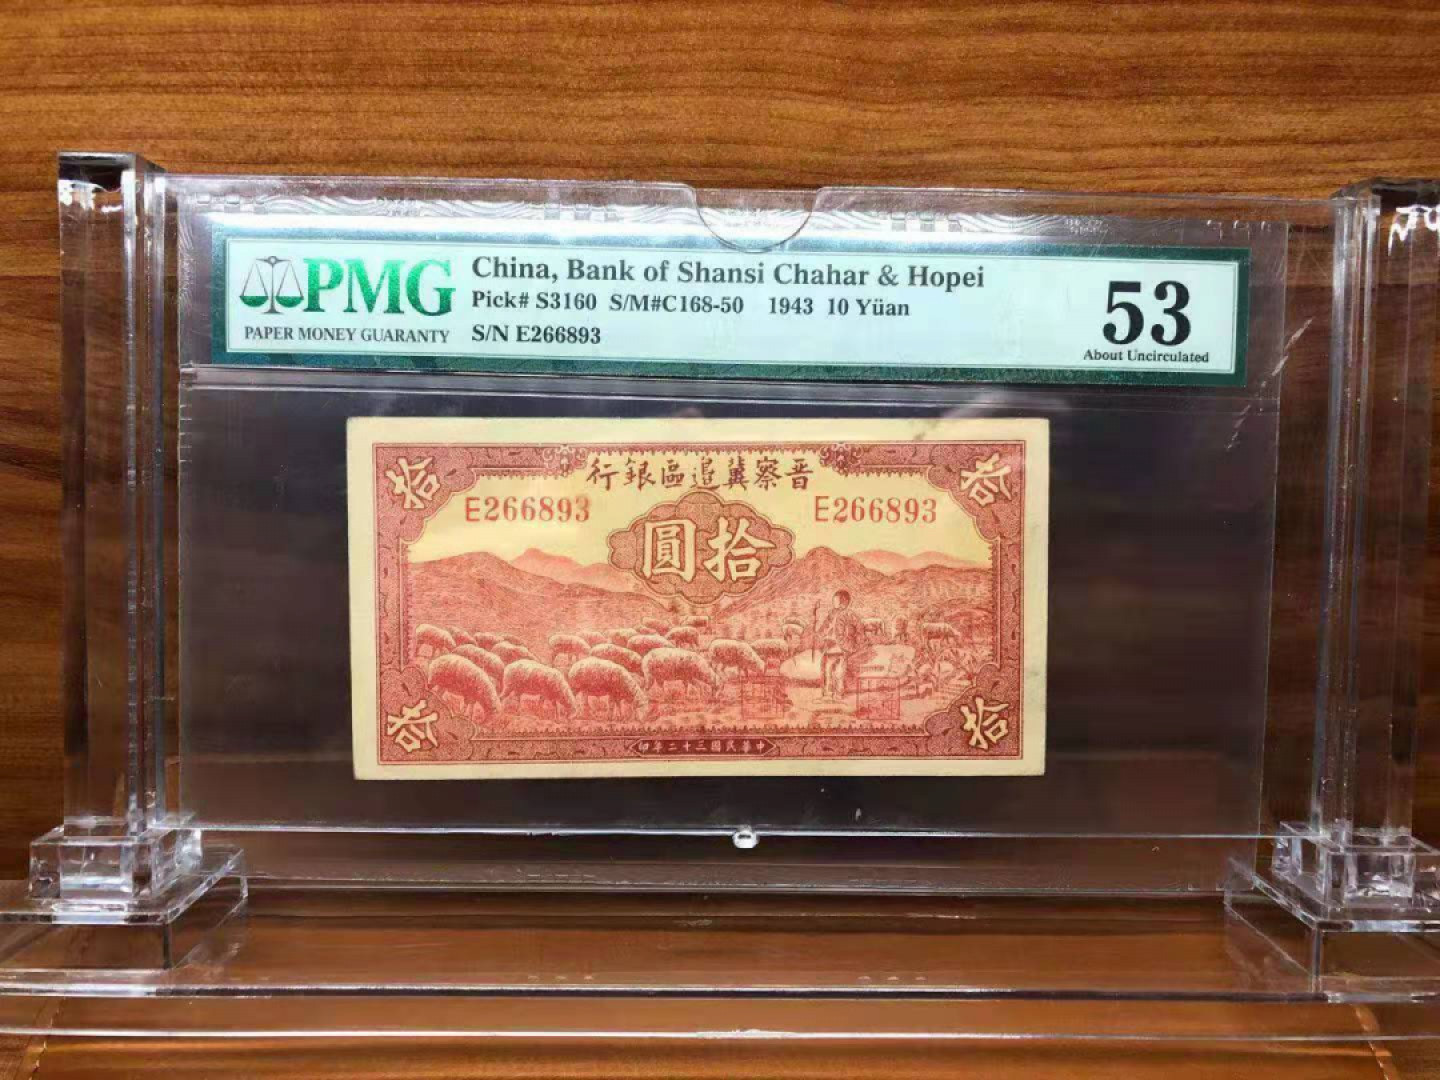 PMG
PAPER MONEY GUARANTY
China, Bank of Shansi Chahar & Hopei
Pick# S3160 S/M#C168-50 1943 10 Yüan
S/N E266893
53
About Uncirculated
行銀區邊冀察晋
拾
拾
E266893
E266893
圓拾
拾
拾
印年二十三國民華中